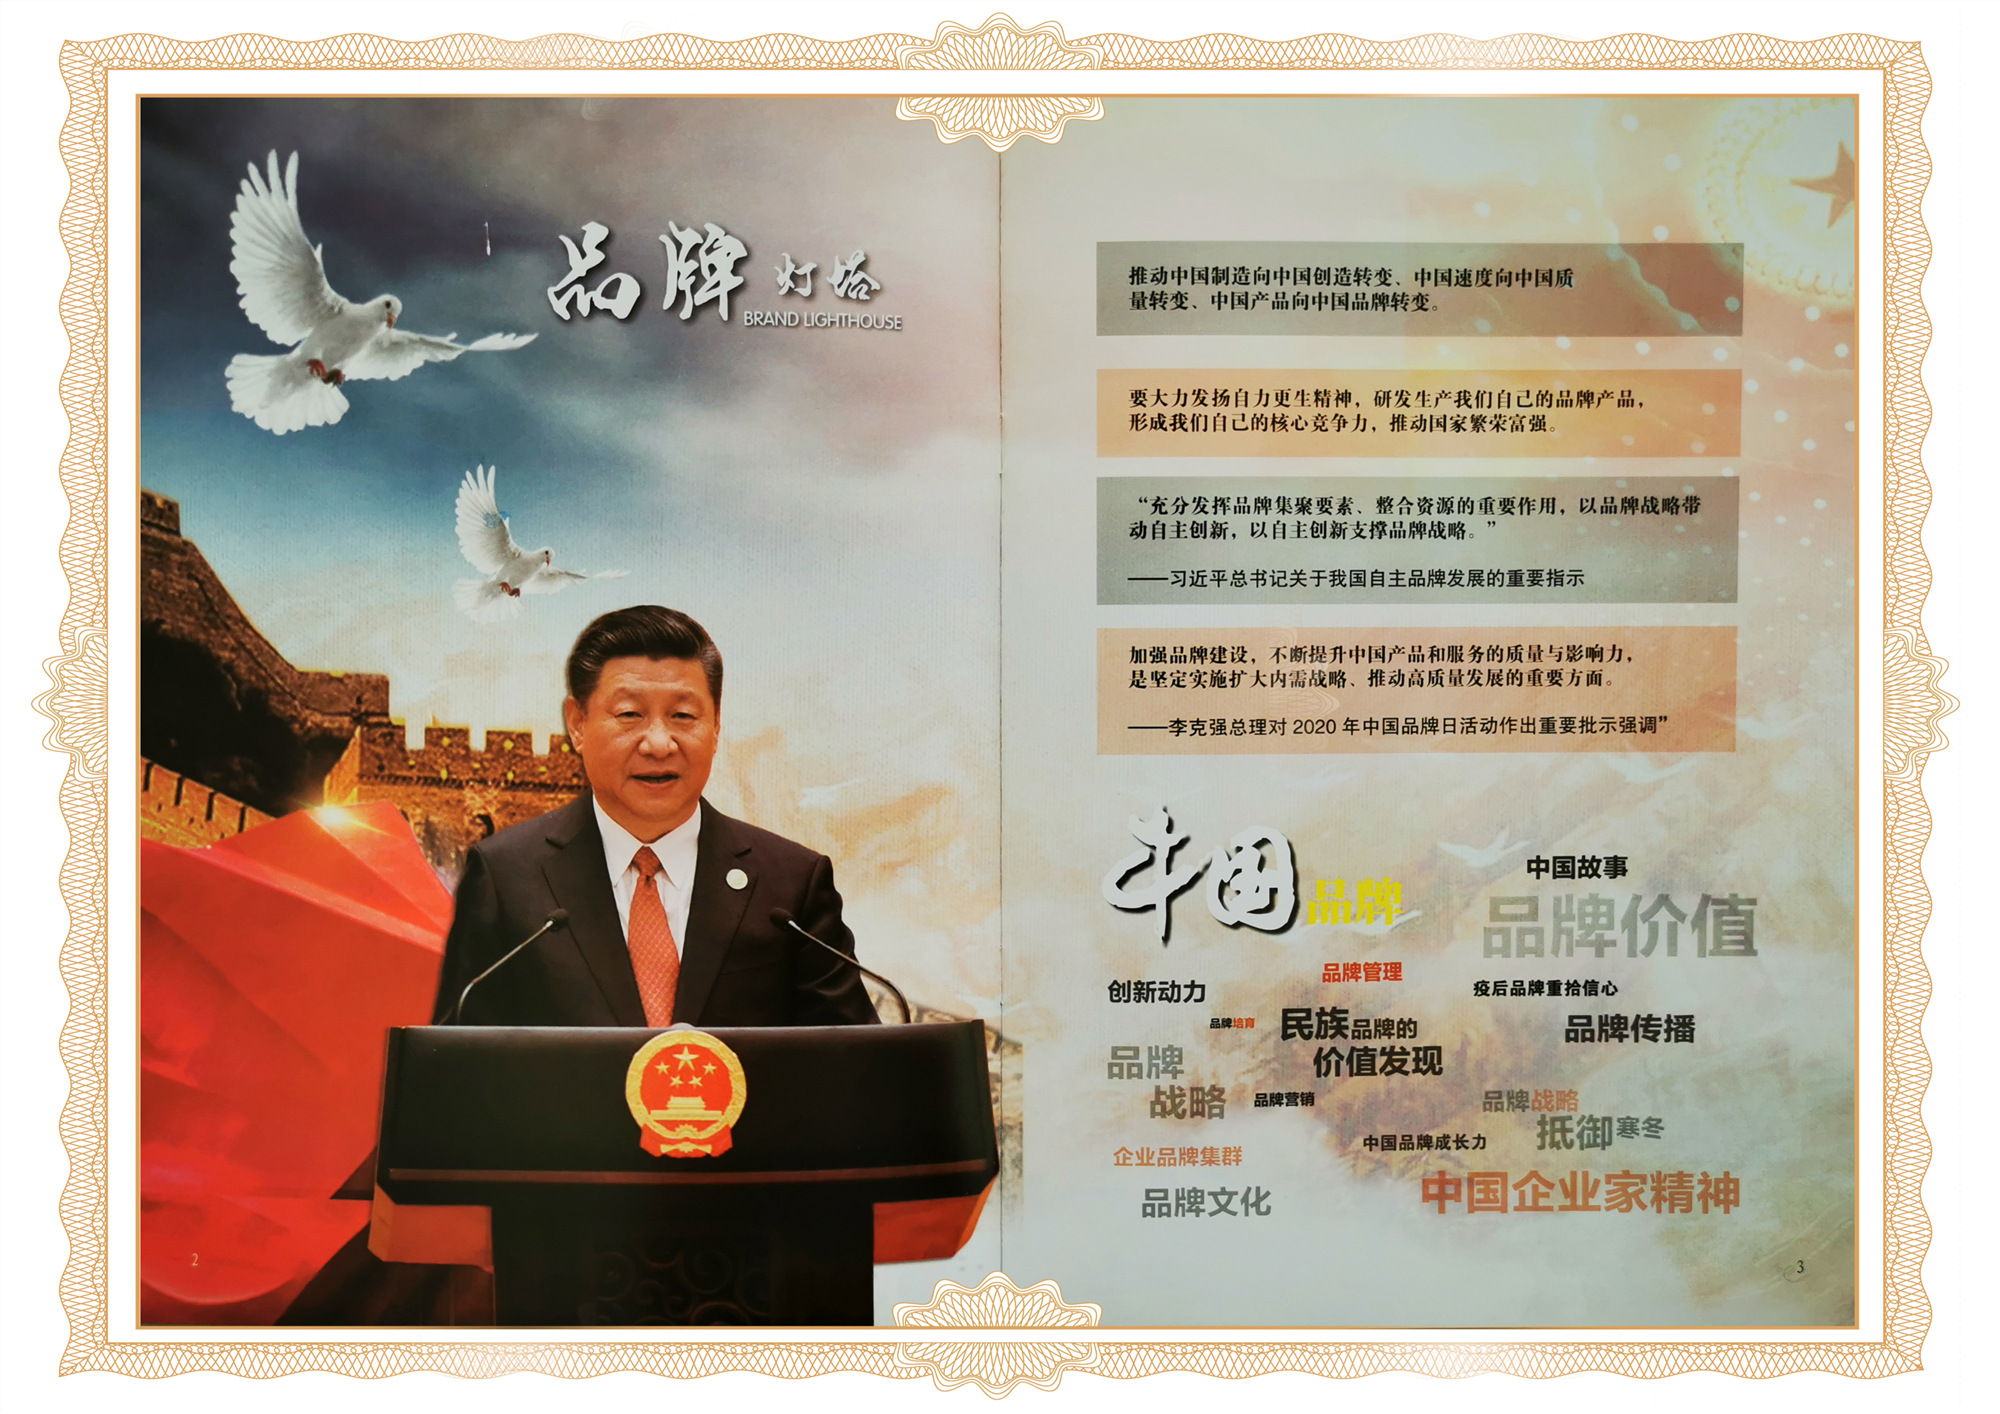 品牌 灯塔
BRAND LIGHTHOUSE
2
推动中国制造向中国创造转变、中国速度向中国质
量转变、中国产品向中国品牌转变。
要大力发扬自力更生精神，研发生产我们自己的品牌产品，
形成我们自己的核心竞争力，推动国家繁荣富强。
“充分发挥品牌集聚要素、整合资源的重要作用，以品牌战略带
动自主创新，以自主创新支撑品牌战略。”
——习近平总书记关于我国自主品牌发展的重要指示
加强品牌建设，不断提升中国产品和服务的质量与影响力，
是坚定实施扩大内需战略、推动高质量发展的重要方面。
——李克强总理对 2020 年中国品牌日活动作出重要批示强调”
中国品牌
中国故事
品牌价值
品牌管理
创新动力
疫后品牌重拾信心
品牌培育
民族品牌的
价值发现
品牌传播
品牌
战略
品牌营销
品牌战略
抵御寒冬
中国品牌成长力
企业品牌集群
中国企业家精神
品牌文化
3